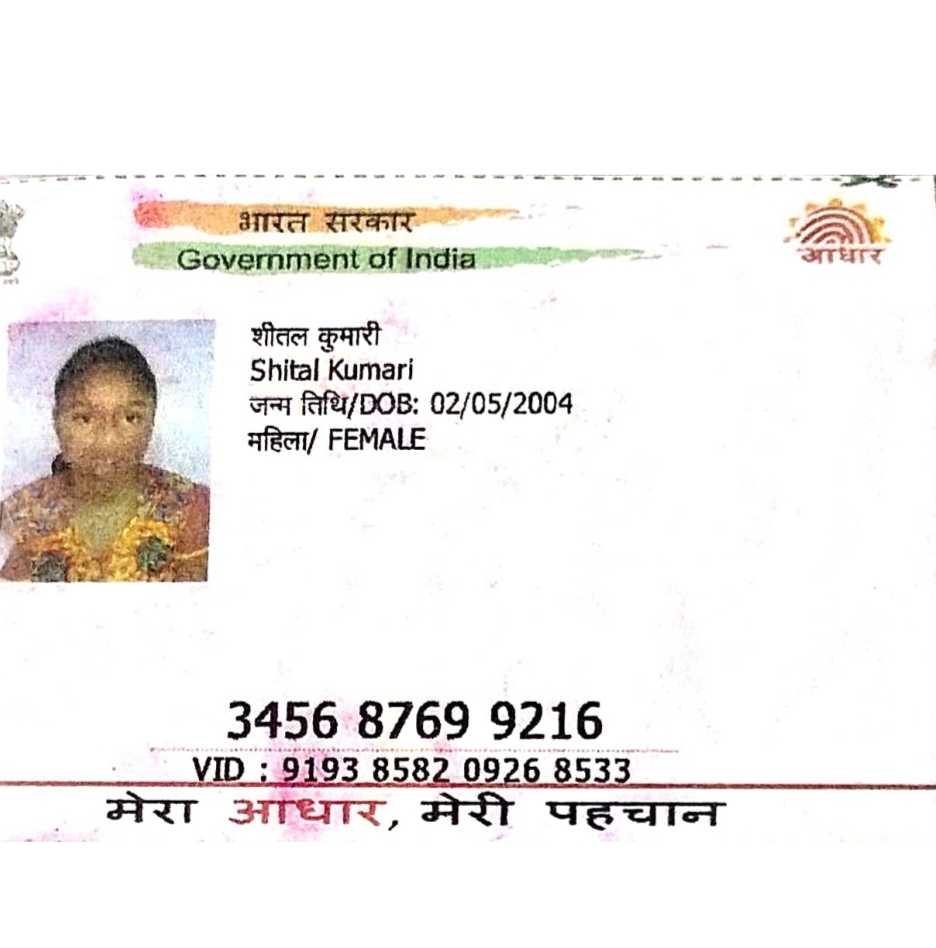 भारत सरकार
Government of India
आधार
शीतल कुमारी
Shital Kumari
जन्म तिथि/DOB: 02/05/2004
महिला/ FEMALE
3456 8769 9216
VID : 9193 8582 0926 8533
मेरा आधार, मेरी पहचान